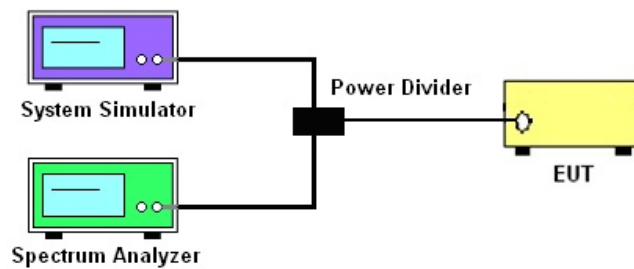 System Simulator
Power Divider
EUT
Spectrum Analyzer